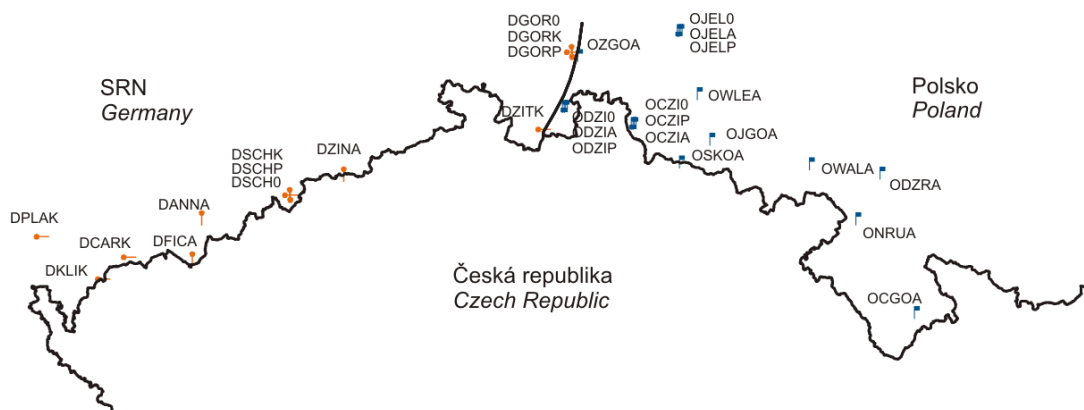 DGOR0
DGORK
DGORP
OZGOA
OJEL0
OJELA
OJELP
SRN
Germany
Polsko
Poland
OWLEA
DZITK
ODZI0
ODZIA
ODZIP
OCZI0
OCZIP
OCZIA
OJGOA
DSCHK
DSCHP
DSCH0
DZINA
OSKOA
OWALA
ODZRA
DPLAK
DANNA
DCARK
DFICA
DKLIK
ONRUA
Česká republika
Czech Republic
OCGOA